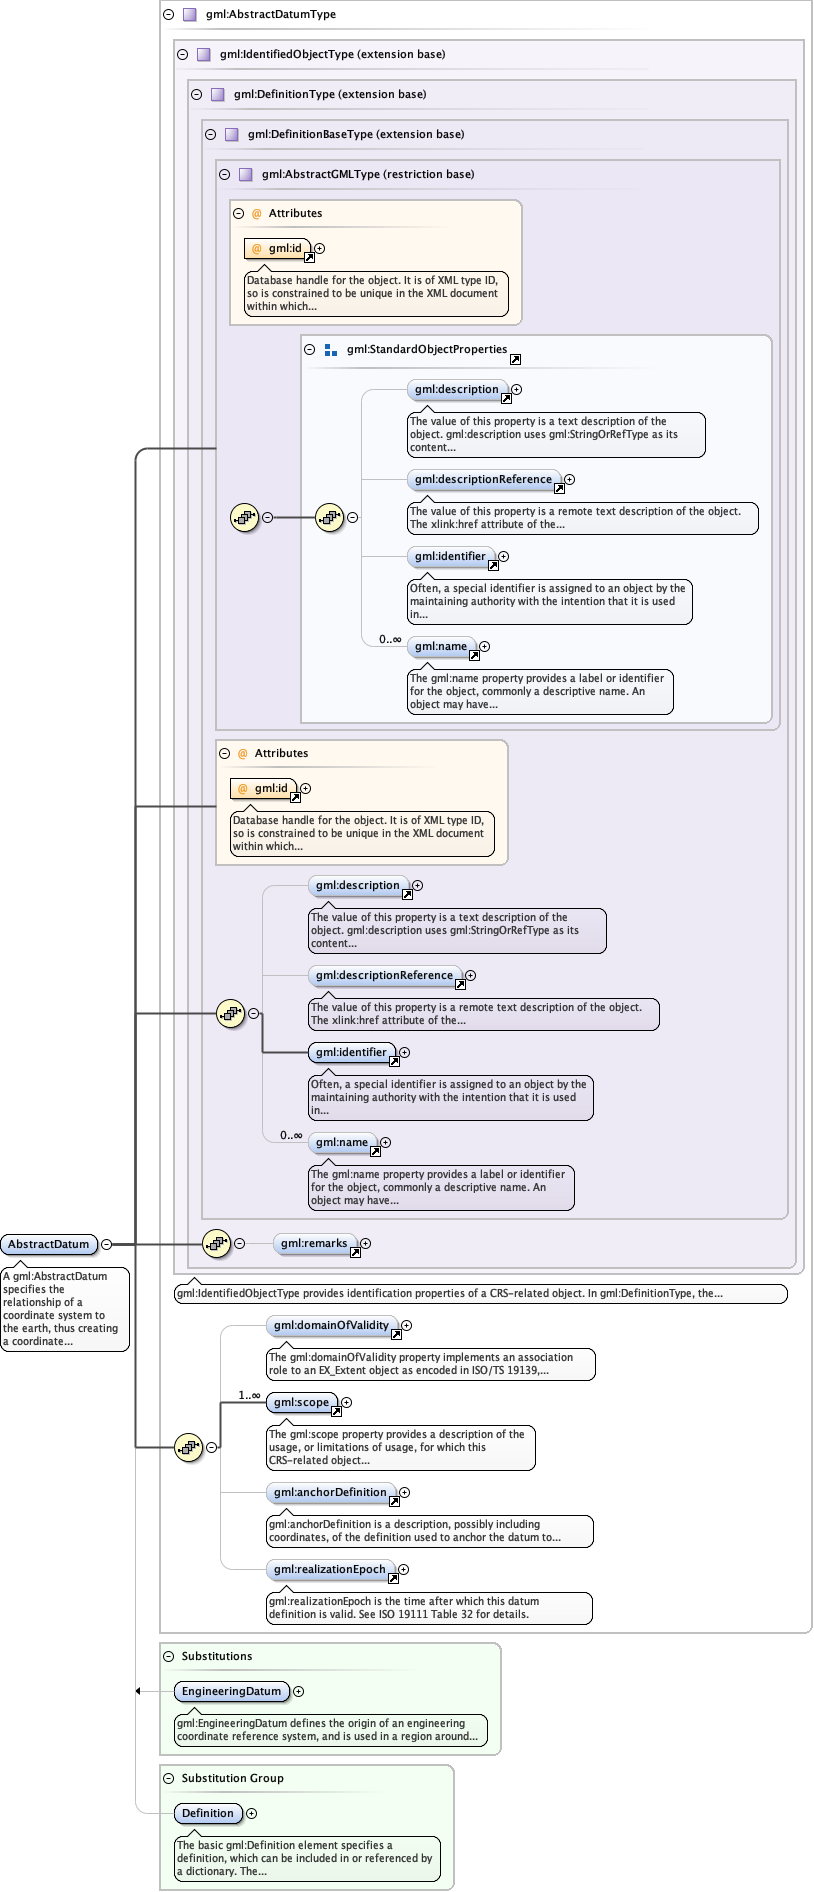 gml:AbstractDatumType
gml:IdentifiedObjectType (extension base)
gml:DefinitionType (extension base)
gml:DefinitionBaseType (extension base)
gml:AbstractGMLType (restriction base)
@ Attributes
@ gml:id
Database handle for the object. It is of XML type ID,
so is constrained to be unique in the XML document
within which...
gml:StandardObjectProperties
gml:description
The value of this property is a text description of the
object. gml:description uses gml:StringOrRefType as its
content...
gml:descriptionReference
The value of this property is a remote text description of the object.
The xlink:href attribute of the...
gml:identifier
Often, a special identifier is assigned to an object by the
maintaining authority with the intention that it is used
in...
0..∞
gml:name
The gml:name property provides a label or identifier
for the object, commonly a descriptive name. An
object may have...
@ Attributes
@ gml:id
Database handle for the object. It is of XML type ID,
so is constrained to be unique in the XML document
within which...
gml:description
The value of this property is a text description of the
object. gml:description uses gml:StringOrRefType as its
content...
gml:descriptionReference
The value of this property is a remote text description of the object.
The xlink:href attribute of the...
gml:identifier
Often, a special identifier is assigned to an object by the
maintaining authority with the intention that it is used
in...
0..∞
gml:name
The gml:name property provides a label or identifier
for the object, commonly a descriptive name. An
object may have...
AbstractDatum
A gml:AbstractDatum
specifies the
relationship of a
coordinate system to
the earth, thus creating
a coordinate...
gml:remarks
gml:IdentifiedObjectType provides identification properties of a CRS-related object. In gml:DefinitionType, the...
gml:domainOfValidity
The gml:domainOfValidity property implements an association
role to an EX_Extent object as encoded in ISO/TS 19139,...
1..∞
gml:scope
The gml:scope property provides a description of the
usage, or limitations of usage, for which this
CRS-related object...
gml:anchorDefinition
gml:anchorDefinition is a description, possibly including
coordinates, of the definition used to anchor the datum to...
gml:realizationEpoch
gml:realizationEpoch is the time after which this datum
definition is valid. See ISO 19111 Table 32 for details.
Substitutions
EngineeringDatum
gml:EngineeringDatum defines the origin of an engineering
coordinate reference system, and is used in a region around...
Substitution Group
Definition
The basic gml:Definition element specifies a
definition, which can be included in or referenced by
a dictionary. The...